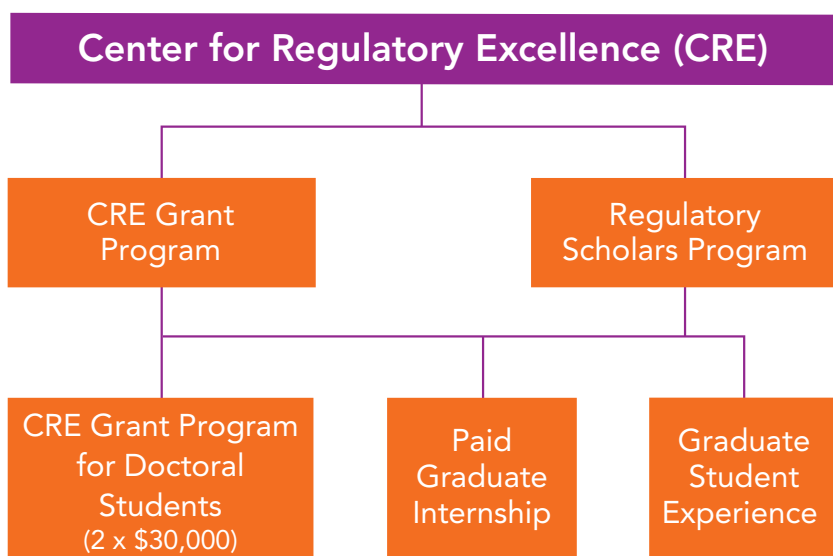 Center for Regulatory Excellence (CRE)
CRE Grant
Program
Regulatory
Scholars Program
CRE Grant Program
for Doctoral
Students
(2 x $30,000)
Paid
Graduate
Internship
Graduate
Student
Experience